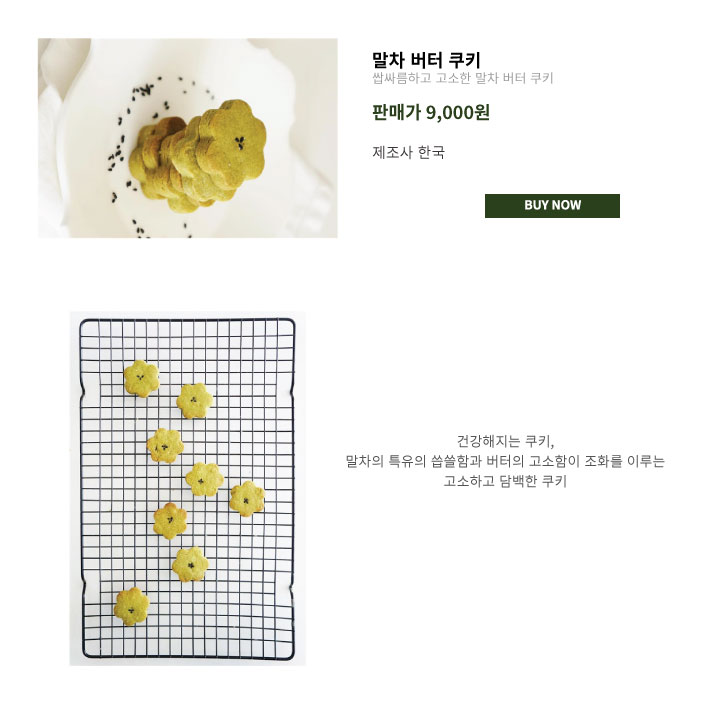 말차 버터 쿠키
쌉싸름하고 고소한 말차 버터 쿠키
판매가 9,000원
제조사 한국
BUY NOW
건강해지는 쿠키,
말차의 특유의 씁쓸함과 버터의 고소함이 조화를 이루는
고소하고 담백한 쿠키